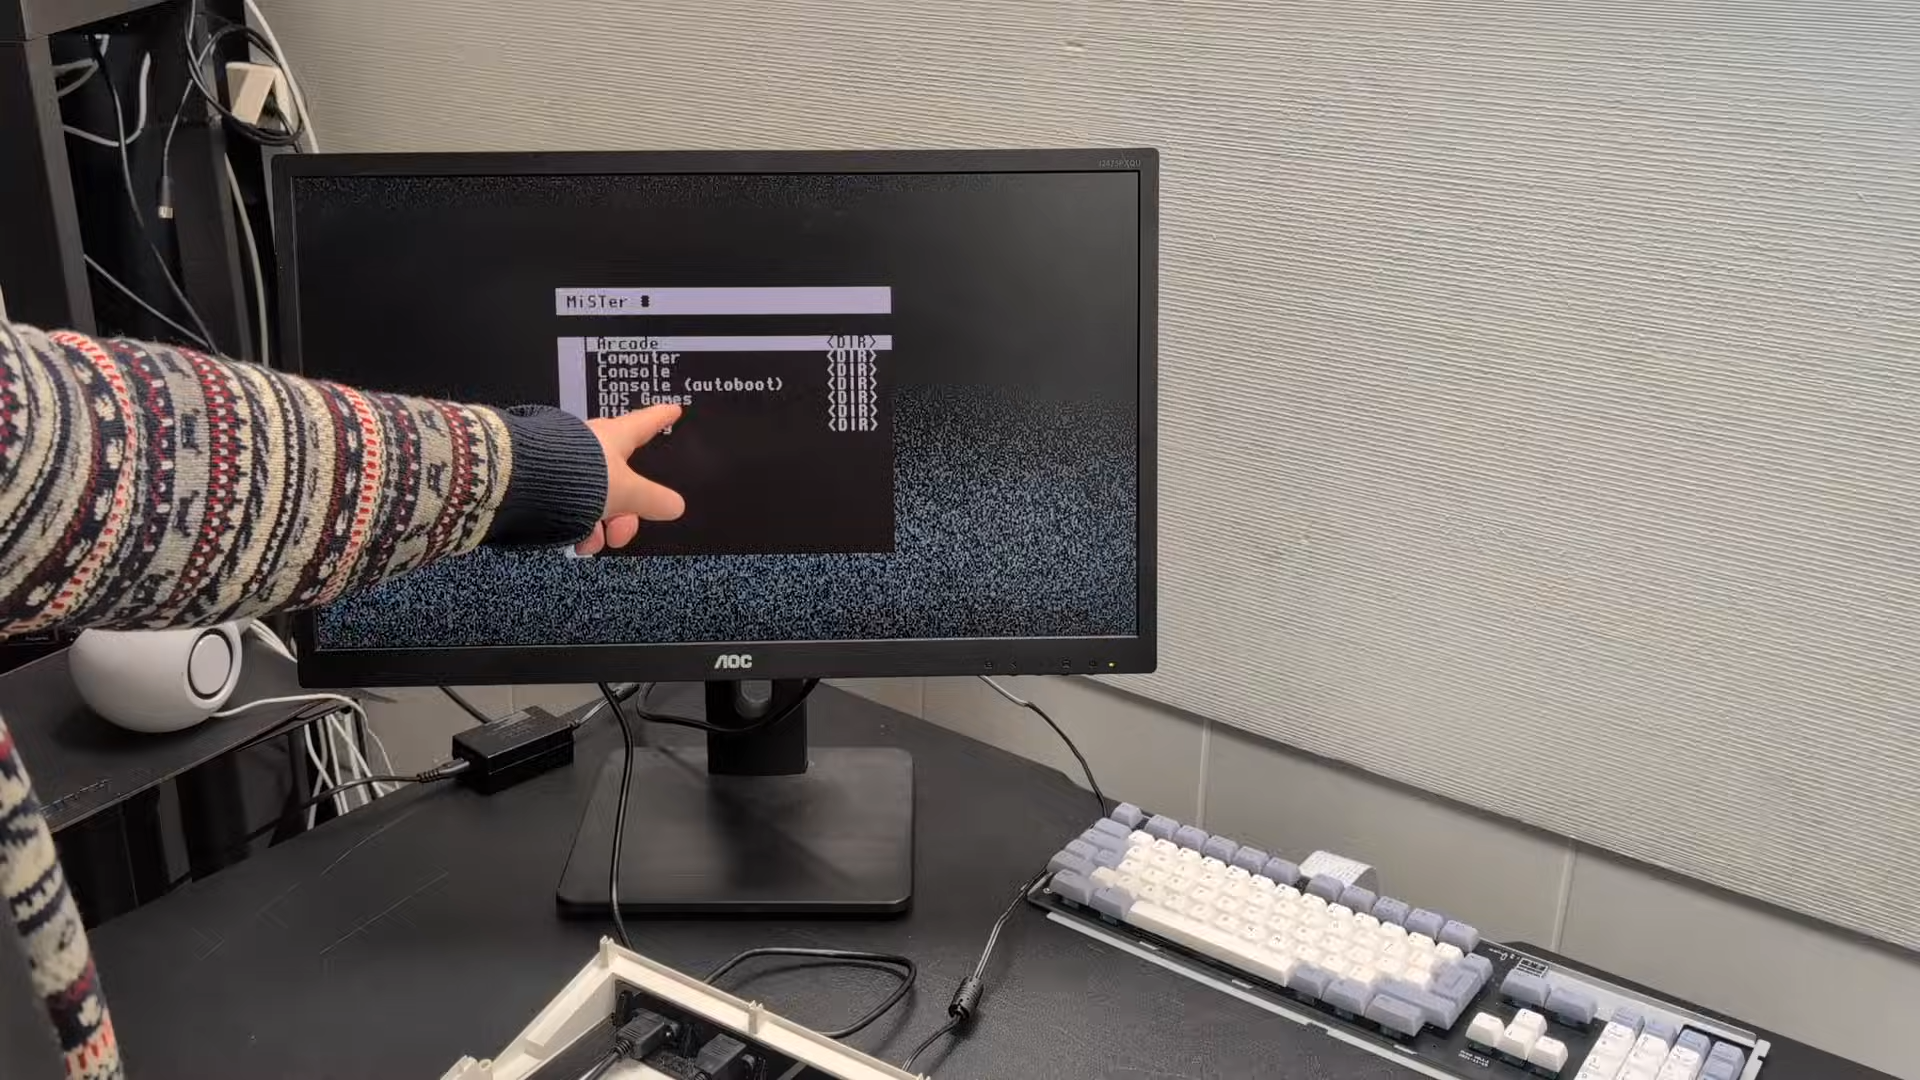 MiSTer
Arcade <DIR>
Computer <DIR>
Console <DIR>
Console (autoboot) <DIR>
DOS Games <DIR>
<DIR>
<DIR>
AOC